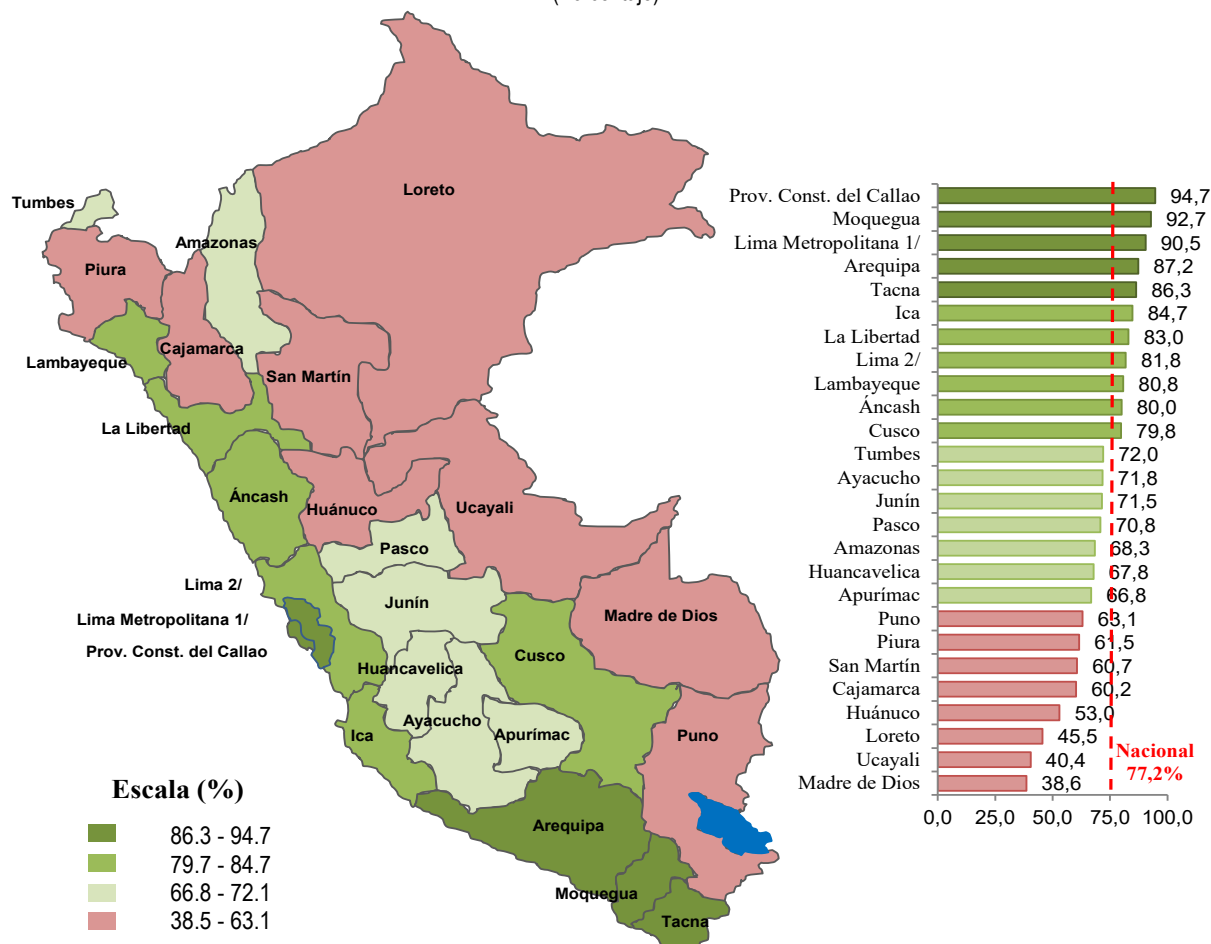 Loreto
Tumbes
Amazonas
Piura
Cajamarca
Lambayeque
San Martín
La Libertad
Áncash
Huánuco
Ucayali
Pasco
Lima 2/
Junín
Lima Metropolitana 1/
Madre de Dios
Prov. Const. del Callao
Huancavelica
Cusco
Ayacucho
Ica
Apurímac
Puno
Arequipa
Moquegua
Tacna
Escala (%)
86.3 - 94.7
79.7 - 84.7
66.8 - 72.1
38.5 - 63.1
Prov. Const. del Callao 94,7
Moquegua 92,7
Lima Metropolitana 1/ 90,5
Arequipa 87,2
Tacna 86,3
Ica 84,7
La Libertad 83,0
Lima 2/ 81,8
Lambayeque 80,8
Áncash 80,0
Cusco 79,8
Tumbes 72,0
Ayacucho 71,8
Junín 71,5
Pasco 70,8
Amazonas 68,3
Huancavelica 67,8
Apurímac 66,8
Puno 63,1
Piura 61,5
San Martín 60,7
Cajamarca 60,2
Huánuco 53,0
Loreto 45,5
Ucayali 40,4
Madre de Dios 38,6
Nacional
77,2%
0,0 25,0 50,0 75,0 100,0